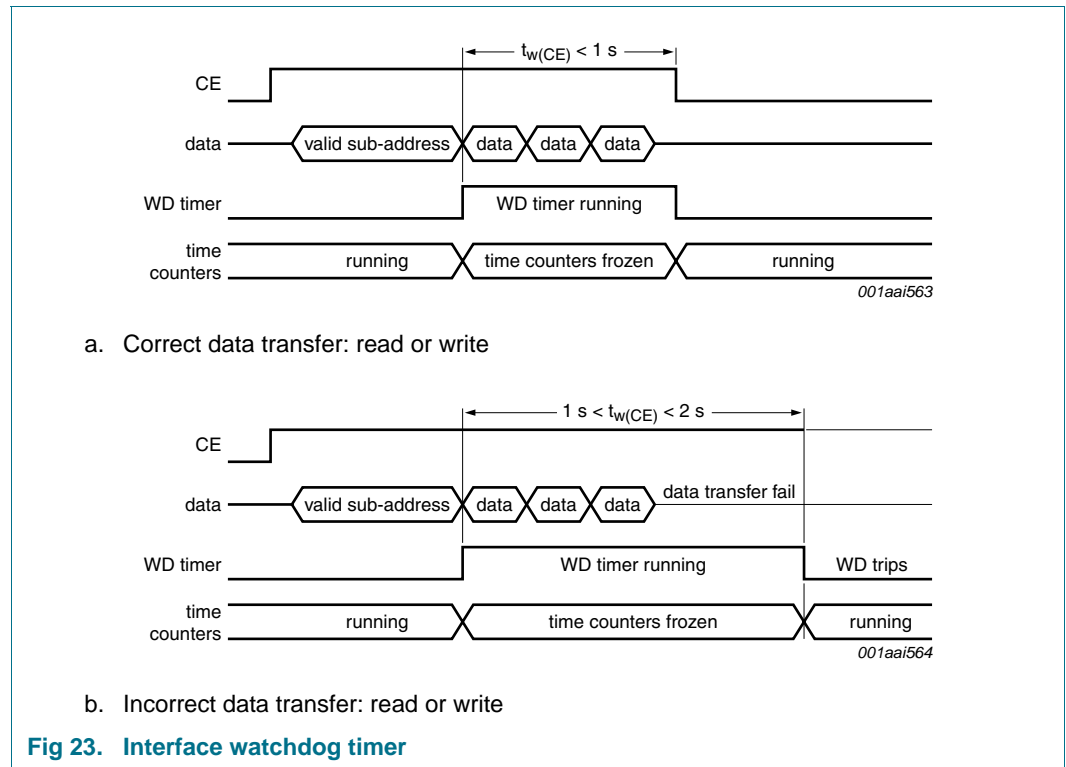 tw(CE) < 1 s
CE
data valid sub-address data data data
WD timer WD timer running
time counters running time counters frozen running
001aai563
a. Correct data transfer: read or write
1 s < tw(CE) < 2 s
CE
data valid sub-address data data data data transfer fail
WD timer WD timer running WD trips
time counters running time counters frozen running
001aai564
b. Incorrect data transfer: read or write
Fig 23. Interface watchdog timer